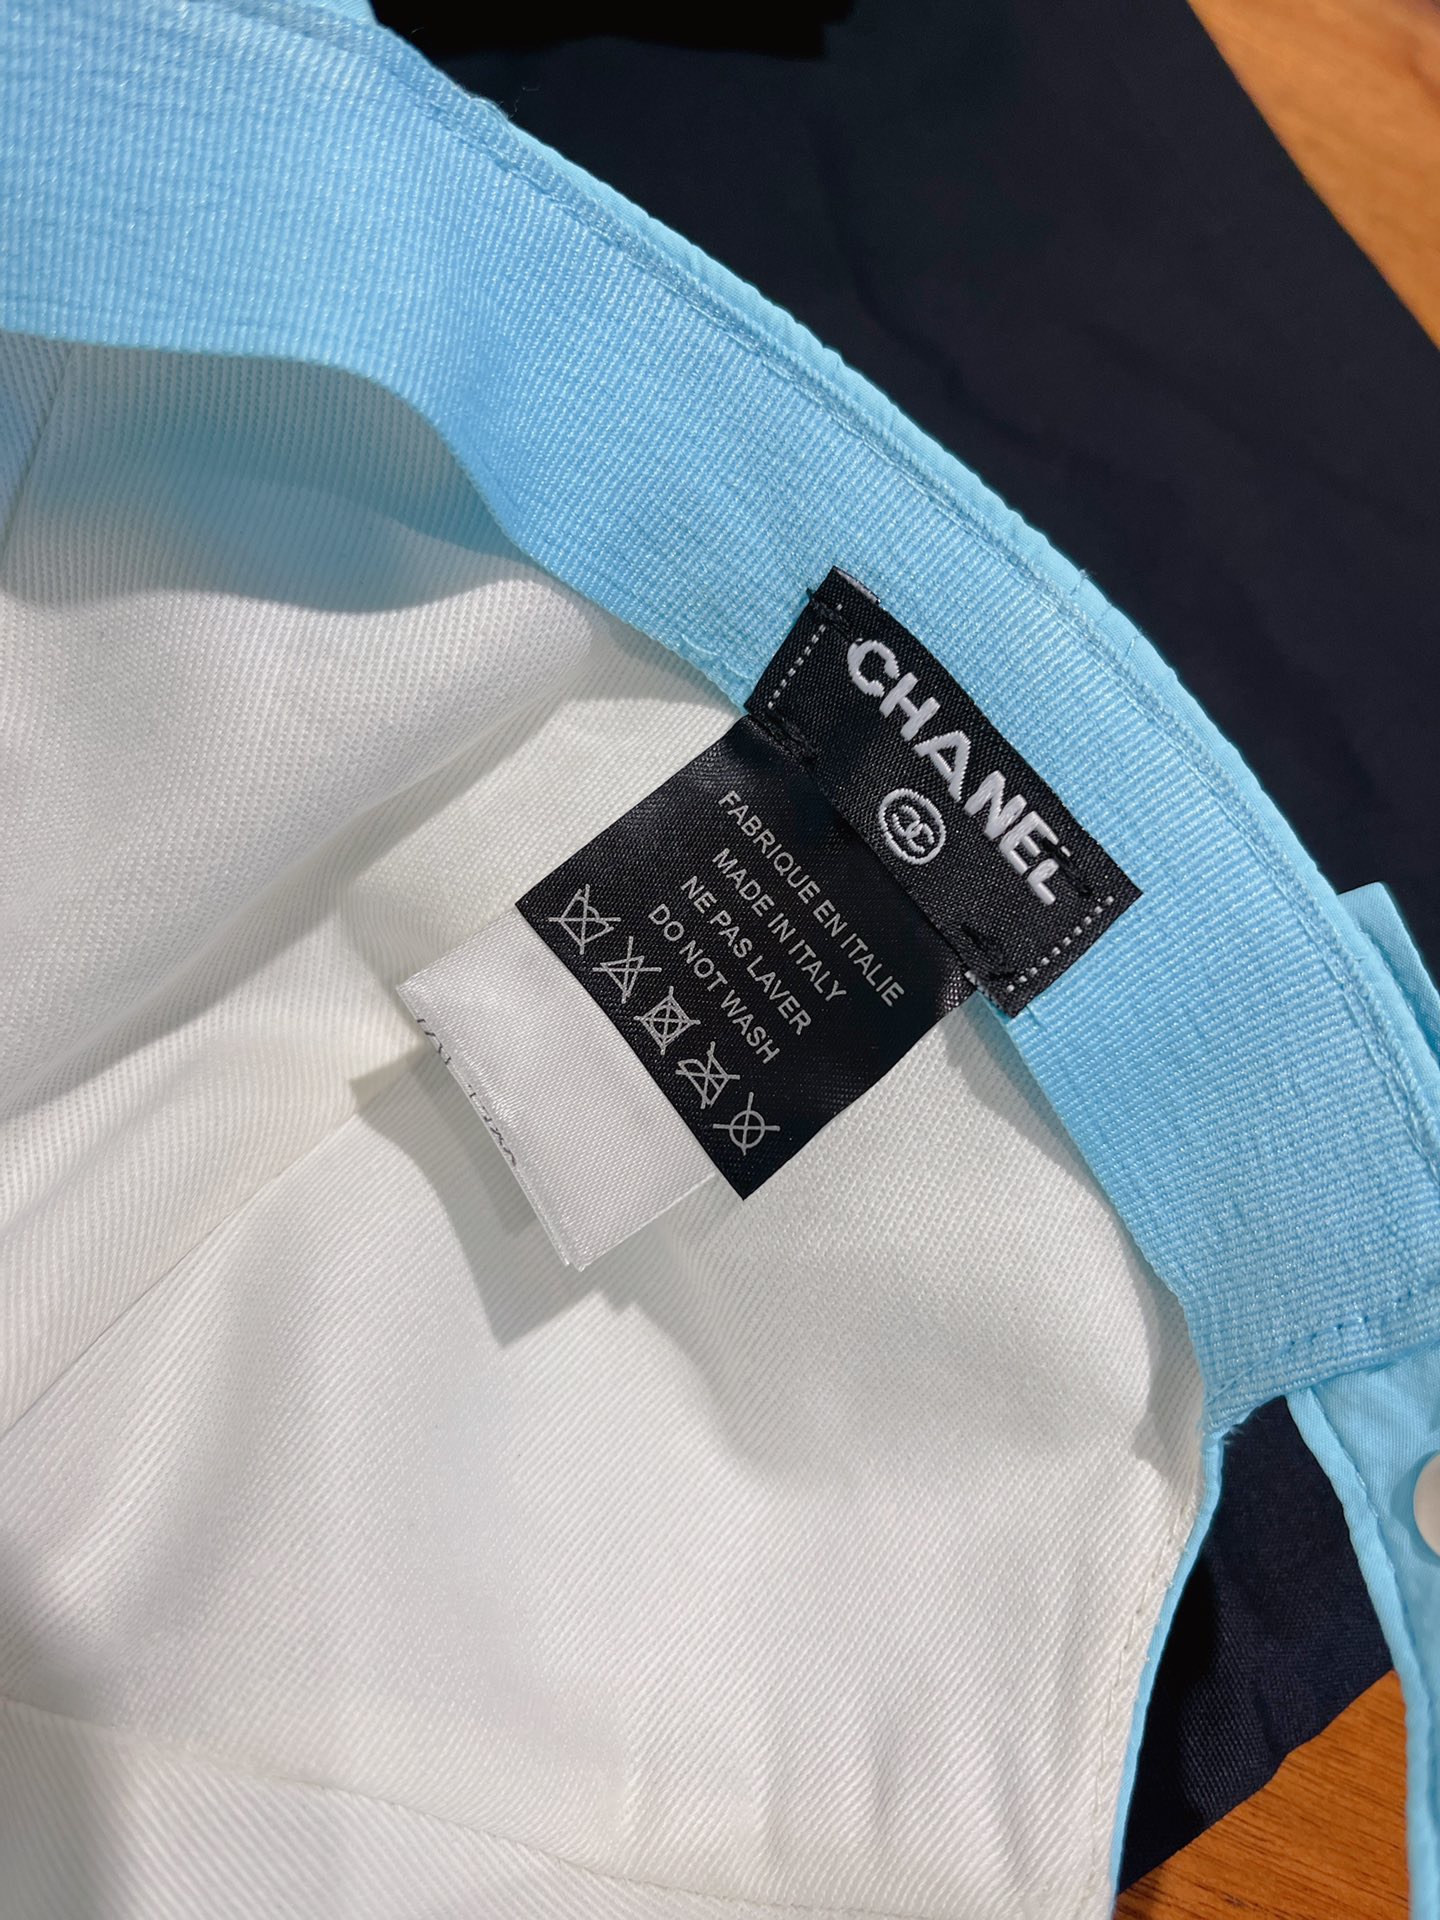 CHANEL
FABRIQUE EN ITALIE
MADE IN ITALY
NE PAS LAVER
DO NOT WASH